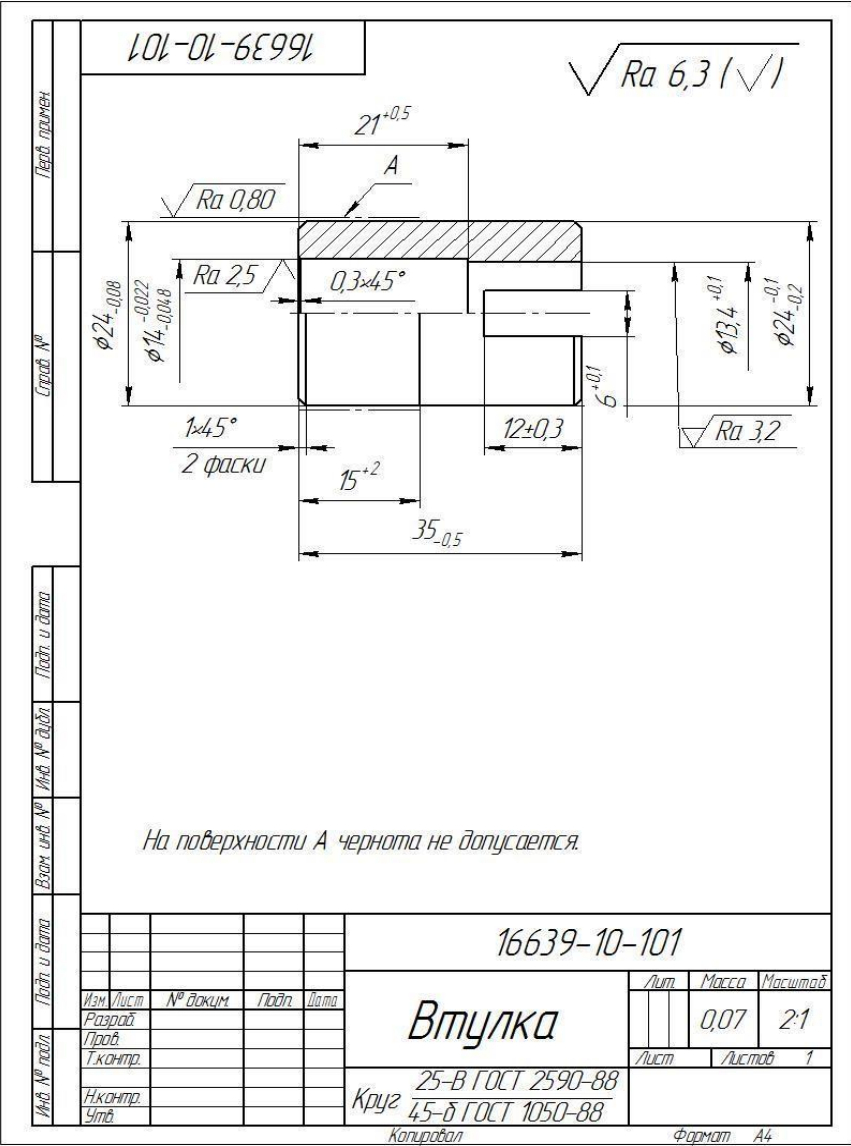 16639-10-101
√Ra 6,3 (√)
Перв. примен.
Справ. №
Подп. и дата
Инв. № дубл.
Взам. инв. №
Подп. и дата
Инв. № подл.
21+0,5
А
Ra 0,80
Ra 2,5
0,3×45°
⌀24-0,08
⌀14-0,022 -0,048
6+0,1
⌀13,4+0,1
⌀24-0,1 -0,2
1×45°
2 фаски
12±0,3
Ra 3,2
15+2
35-0,5
На поверхности А чернота не допусается.
16639-10-101
Изм. Лист № докум. Подп. Дата
Разраб.
Пров.
Т.контр.
Н.контр.
Утв.
Втулка
Лит. Масса Масштаб
0,07 2:1
Лист Листов 1
Круг 25-В ГОСТ 2590-88
45-б ГОСТ 1050-88
Копировал Формат А4